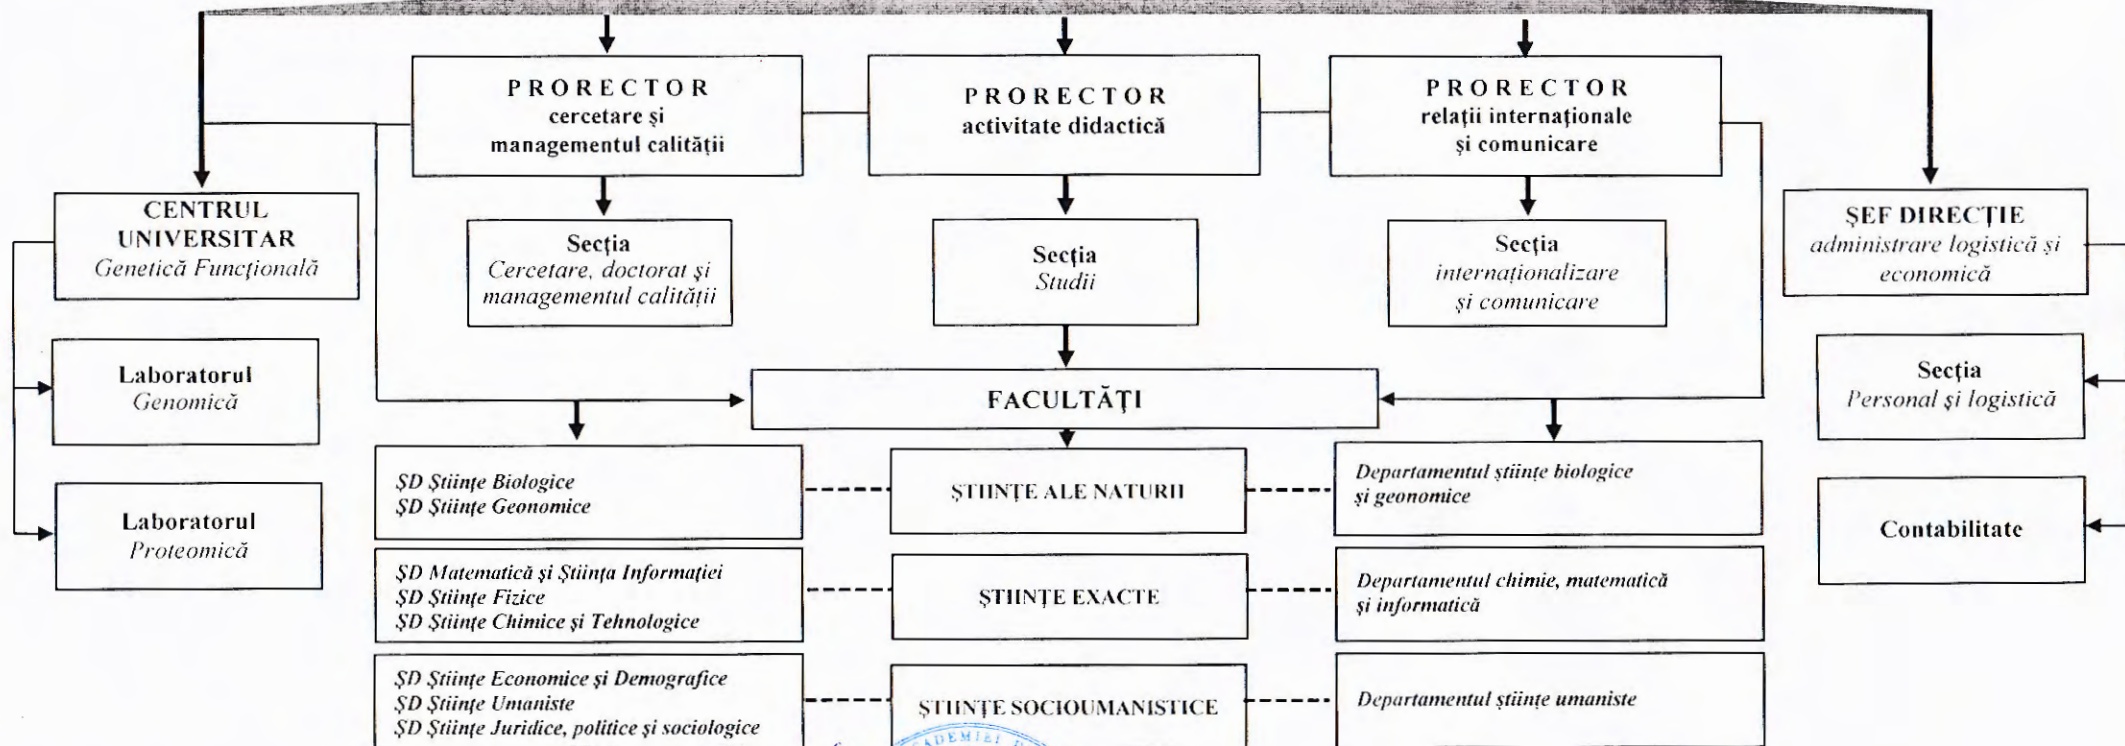 PRORECTOR
cercetare și
managementul calității
PRORECTOR
activitate didactică
PRORECTOR
relații internaționale
și comunicare
CENTRUL
UNIVERSITAR
Genetică Funcțională
Secția
Cercetare, doctorat și
managementul calității
Secția
Studii
Secția
internaționalizare
și comunicare
ȘEF DIRECȚIE
administrare logistică și
economică
Laboratorul
Genomică
FACULTĂȚI
Secția
Personal și logistică
ȘD Științe Biologice
ȘD Științe Geonomice
ȘTIINȚE ALE NATURII
Departamentul științe biologice
și geonomice
Laboratorul
Proteomică
Contabilitate
ȘD Matematică și Știința Informației
ȘD Științe Fizice
ȘD Științe Chimice și Tehnologice
ȘTIINȚE EXACTE
Departamentul chimie, matematică
și informatică
ȘD Științe Economice și Demografice
ȘD Științe Umaniste
ȘD Științe Juridice, politice și sociologice
ȘTIINȚE SOCIOUMANISTICE
Departamentul științe umaniste